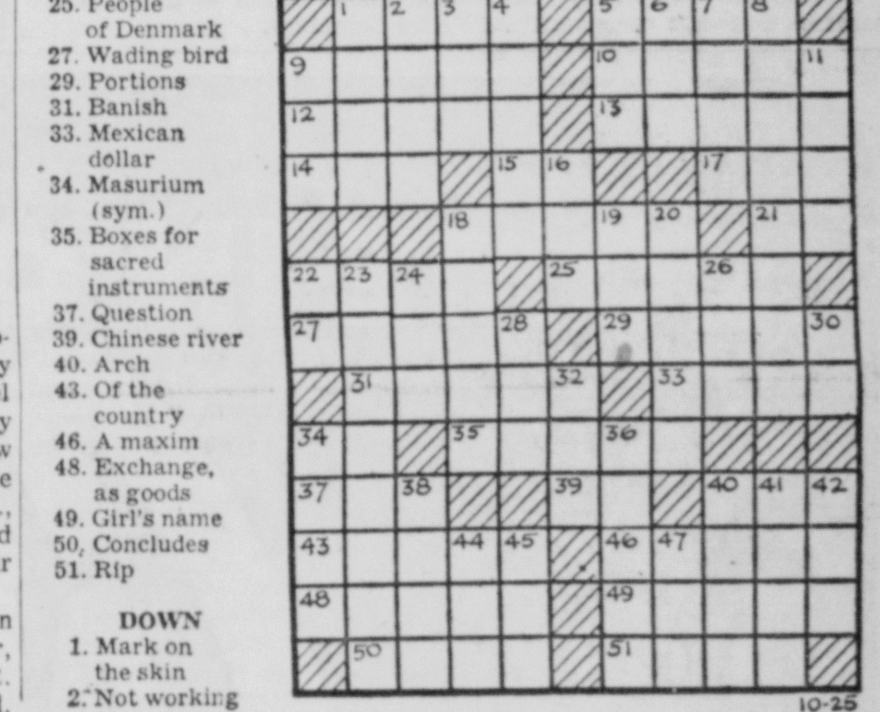 25. People
of Denmark
27. Wading bird
29. Portions
31. Banish
33. Mexican
dollar
34. Masurium
(sym.)
35. Boxes for
sacred
instruments
37. Question
39. Chinese river
40. Arch
43. Of the
country
46. A maxim
48. Exchange,
as goods
49. Girl's name
50. Concludes
51. Rip
DOWN
1. Mark on
the skin
2. Not working
1 2 3 4 5 6 7 8
9 10 11
12 13
14 15 16 17
18 19 20 21
22 23 24 25 26
27 28 29 30
31 32 33
34 35 36
37 38 39 40 41 42
43 44 45 46 47
48 49
50 51
10-25